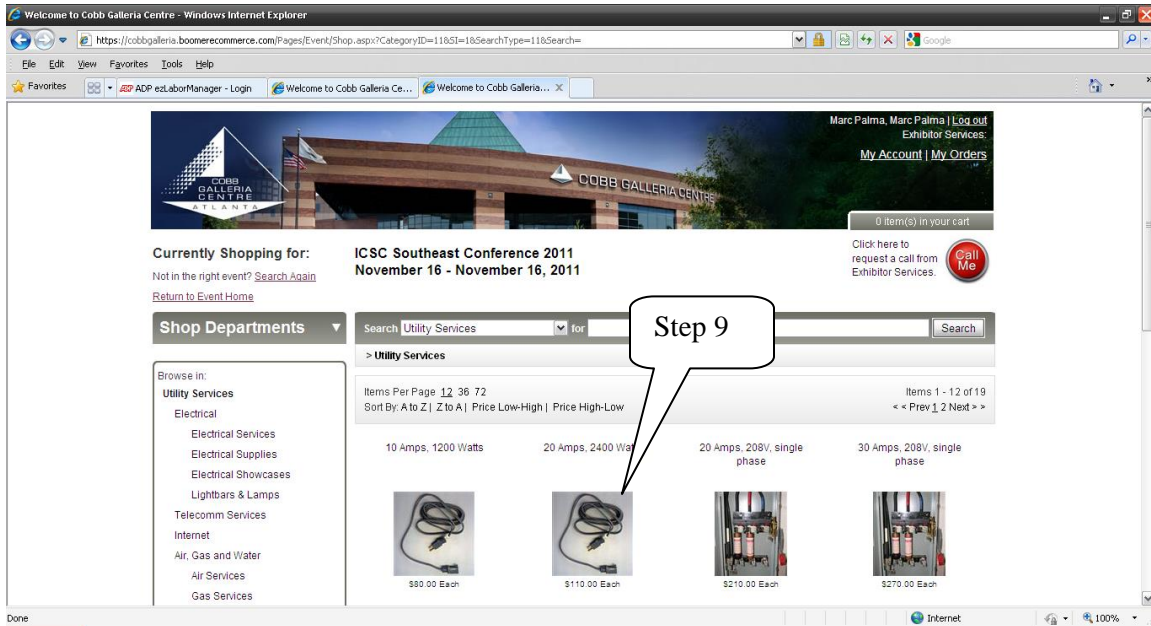 Welcome to Cobb Galleria Centre - Windows Internet Explorer
https://cobbgalleria.boomerecommerce.com/Pages/Event/Shop.aspx?CategoryID=118&SI=1&SearchType=118&Search=
Google
File Edit View Favorites Tools Help
Favorites
ADP ezLaborManager - Login
Welcome to Cobb Galleria Ce...
Welcome to Cobb Galleria...
COBB
GALLERIA
CENTRE
ATLANTA
COBB GALLERIA CENTRE
Marc Palma, Marc Palma | Log out
Exhibitor Services:
My Account | My Orders
0 item(s) in your cart
Currently Shopping for:
Not in the right event? Search Again
Return to Event Home
ICSC Southeast Conference 2011
November 16 - November 16, 2011
Click here to
request a call from
Exhibitor Services.
Call
Me
Shop Departments
Search Utility Services for
Search
Step 9
> Utility Services
Browse in:
Utility Services
Electrical
Electrical Services
Electrical Supplies
Electrical Showcases
Lightbars & Lamps
Telecomm Services
Internet
Air, Gas and Water
Air Services
Gas Services
Items Per Page 12 36 72
Sort By: A to Z | Z to A | Price Low-High | Price High-Low
Items 1 - 12 of 19
< < Prev 1 2 Next > >
10 Amps, 1200 Watts
$80.00 Each
20 Amps, 2400 Wat
$110.00 Each
20 Amps, 208V, single
phase
$210.00 Each
30 Amps, 208V, single
phase
$270.00 Each
Done
Internet
100%